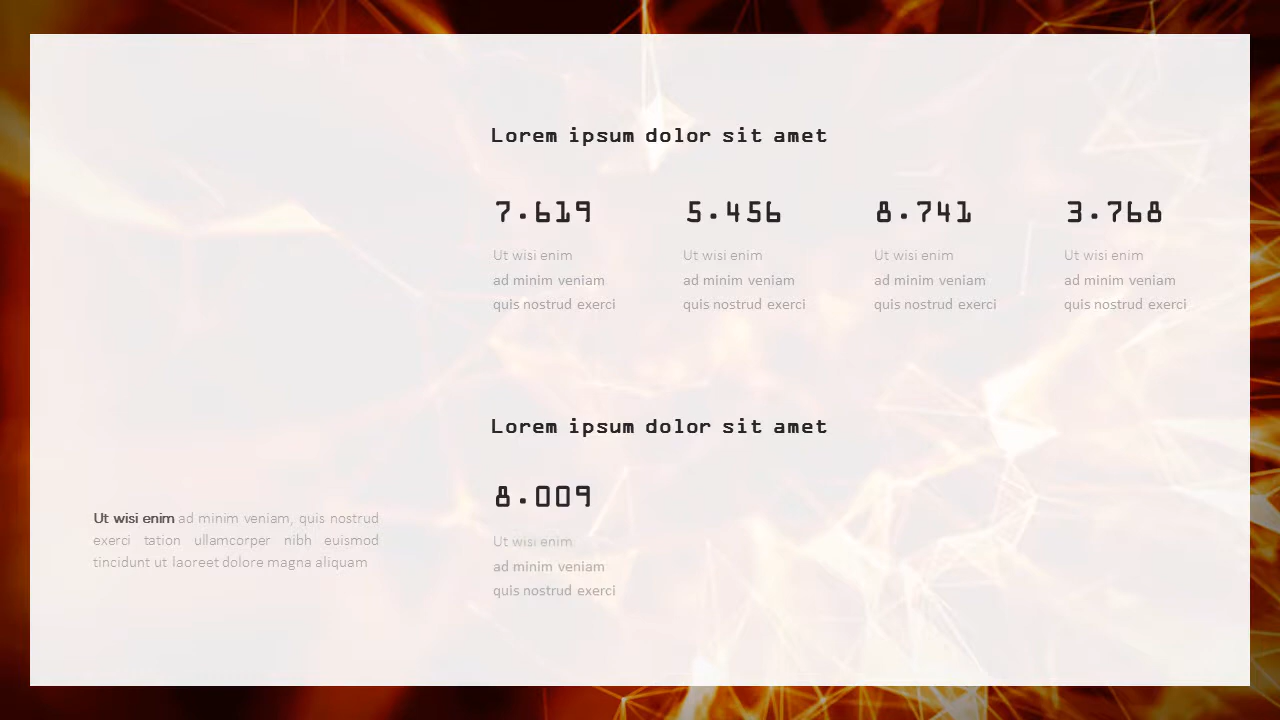 Lorem ipsum dolor sit amet
7.619 5.456 8.741 3.768
Ut wisi enim Ut wisi enim Ut wisi enim Ut wisi enim
ad minim veniam ad minim veniam ad minim veniam ad minim veniam
quis nostrud exerci quis nostrud exerci quis nostrud exerci quis nostrud exerci
Lorem ipsum dolor sit amet
8.009
Ut wisi enim
ad minim veniam
quis nostrud exerci
Ut wisi enim ad minim veniam, quis nostrud
exerci tation ullamcorper nibh euismod
tincidunt ut laoreet dolore magna aliquam